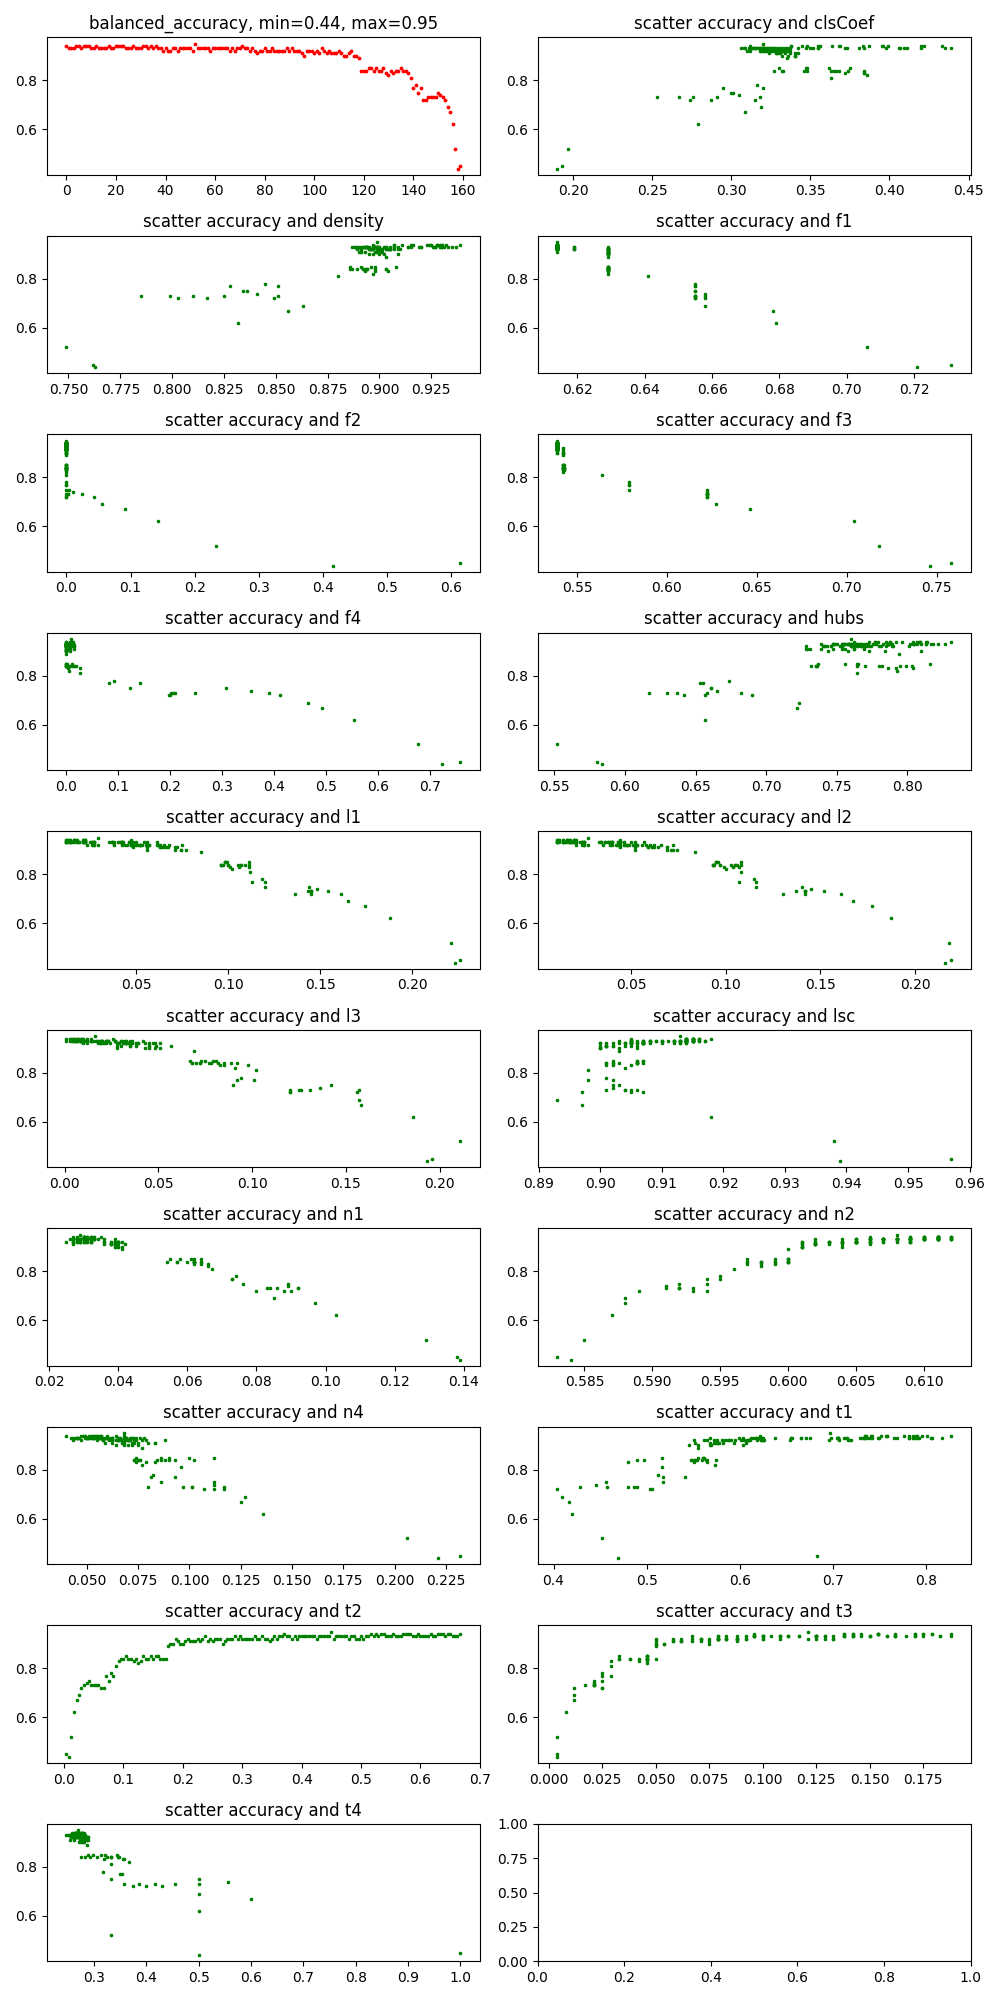 balanced_accuracy, min=0.44, max=0.95
0.8
0.6
0 20 40 60 80 100 120 140 160
scatter accuracy and clsCoef
0.8
0.6
0.20 0.25 0.30 0.35 0.40 0.45
scatter accuracy and density
0.8
0.6
0.750 0.775 0.800 0.825 0.850 0.875 0.900 0.925
scatter accuracy and f1
0.8
0.6
0.62 0.64 0.66 0.68 0.70 0.72
scatter accuracy and f2
0.8
0.6
0.0 0.1 0.2 0.3 0.4 0.5 0.6
scatter accuracy and f3
0.8
0.6
0.55 0.60 0.65 0.70 0.75
scatter accuracy and f4
0.8
0.6
0.0 0.1 0.2 0.3 0.4 0.5 0.6 0.7
scatter accuracy and hubs
0.8
0.6
0.55 0.60 0.65 0.70 0.75 0.80
scatter accuracy and l1
0.8
0.6
0.05 0.10 0.15 0.20
scatter accuracy and l2
0.8
0.6
0.05 0.10 0.15 0.20
scatter accuracy and l3
0.8
0.6
0.00 0.05 0.10 0.15 0.20
scatter accuracy and lsc
0.8
0.6
0.89 0.90 0.91 0.92 0.93 0.94 0.95 0.96
scatter accuracy and n1
0.8
0.6
0.02 0.04 0.06 0.08 0.10 0.12 0.14
scatter accuracy and n2
0.8
0.6
0.585 0.590 0.595 0.600 0.605 0.610
scatter accuracy and n4
0.8
0.6
0.050 0.075 0.100 0.125 0.150 0.175 0.200 0.225
scatter accuracy and t1
0.8
0.6
0.4 0.5 0.6 0.7 0.8
scatter accuracy and t2
0.8
0.6
0.0 0.1 0.2 0.3 0.4 0.5 0.6 0.7
scatter accuracy and t3
0.8
0.6
0.000 0.025 0.050 0.075 0.100 0.125 0.150 0.175
scatter accuracy and t4
0.8
0.6
0.3 0.4 0.5 0.6 0.7 0.8 0.9 1.0
1.00
0.75
0.50
0.25
0.00
0.0 0.2 0.4 0.6 0.8 1.0